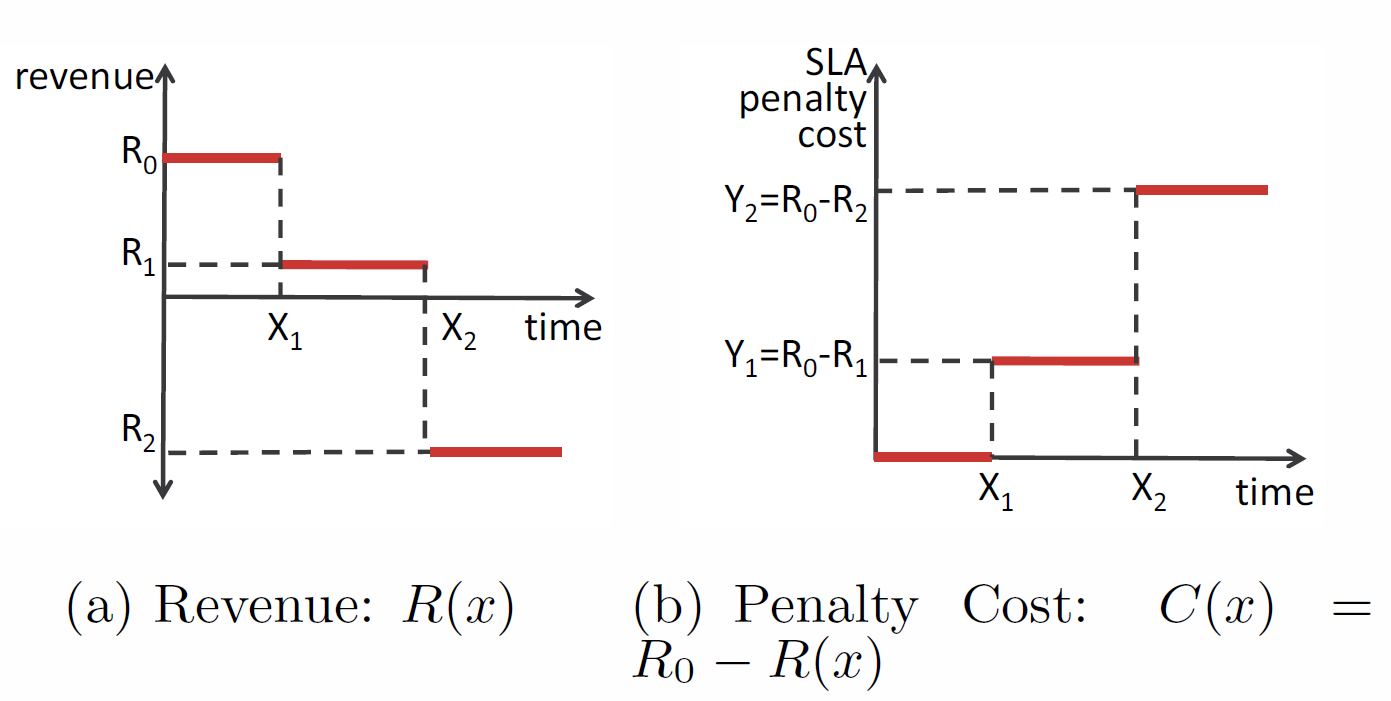 revenue
R0
R1
X1
X2
time
R2
SLA
penalty
cost
Y2=R0-R2
Y1=R0-R1
X1
X2
time
(a) Revenue: R(x)
(b) Penalty Cost: C(x) =
R0 − R(x)